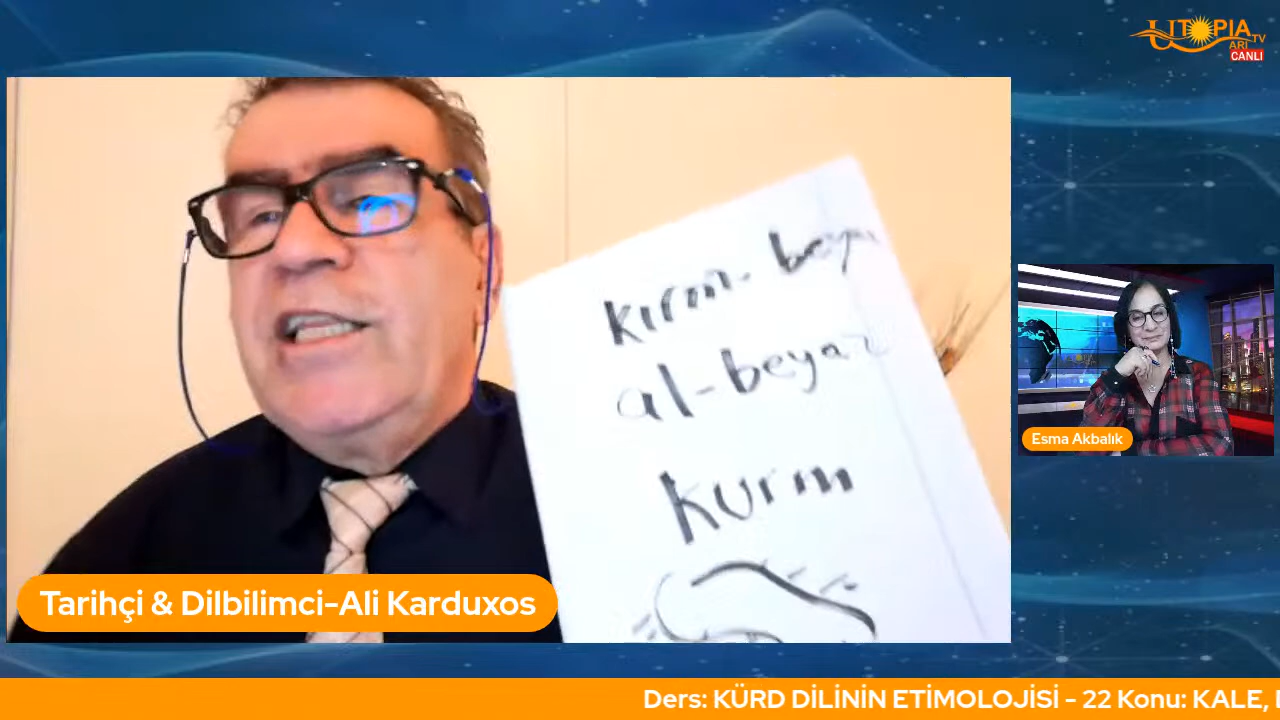 UTOPIA TV
ARI
CANLI
kırm-beyaz
al-beyaz
kurm
Esma Akbalık
Tarihçi & Dilbilimci-Ali Karduxos
Ders: KÜRD DİLİNİN ETİMOLOJİSİ - 22 Konu: KALE,